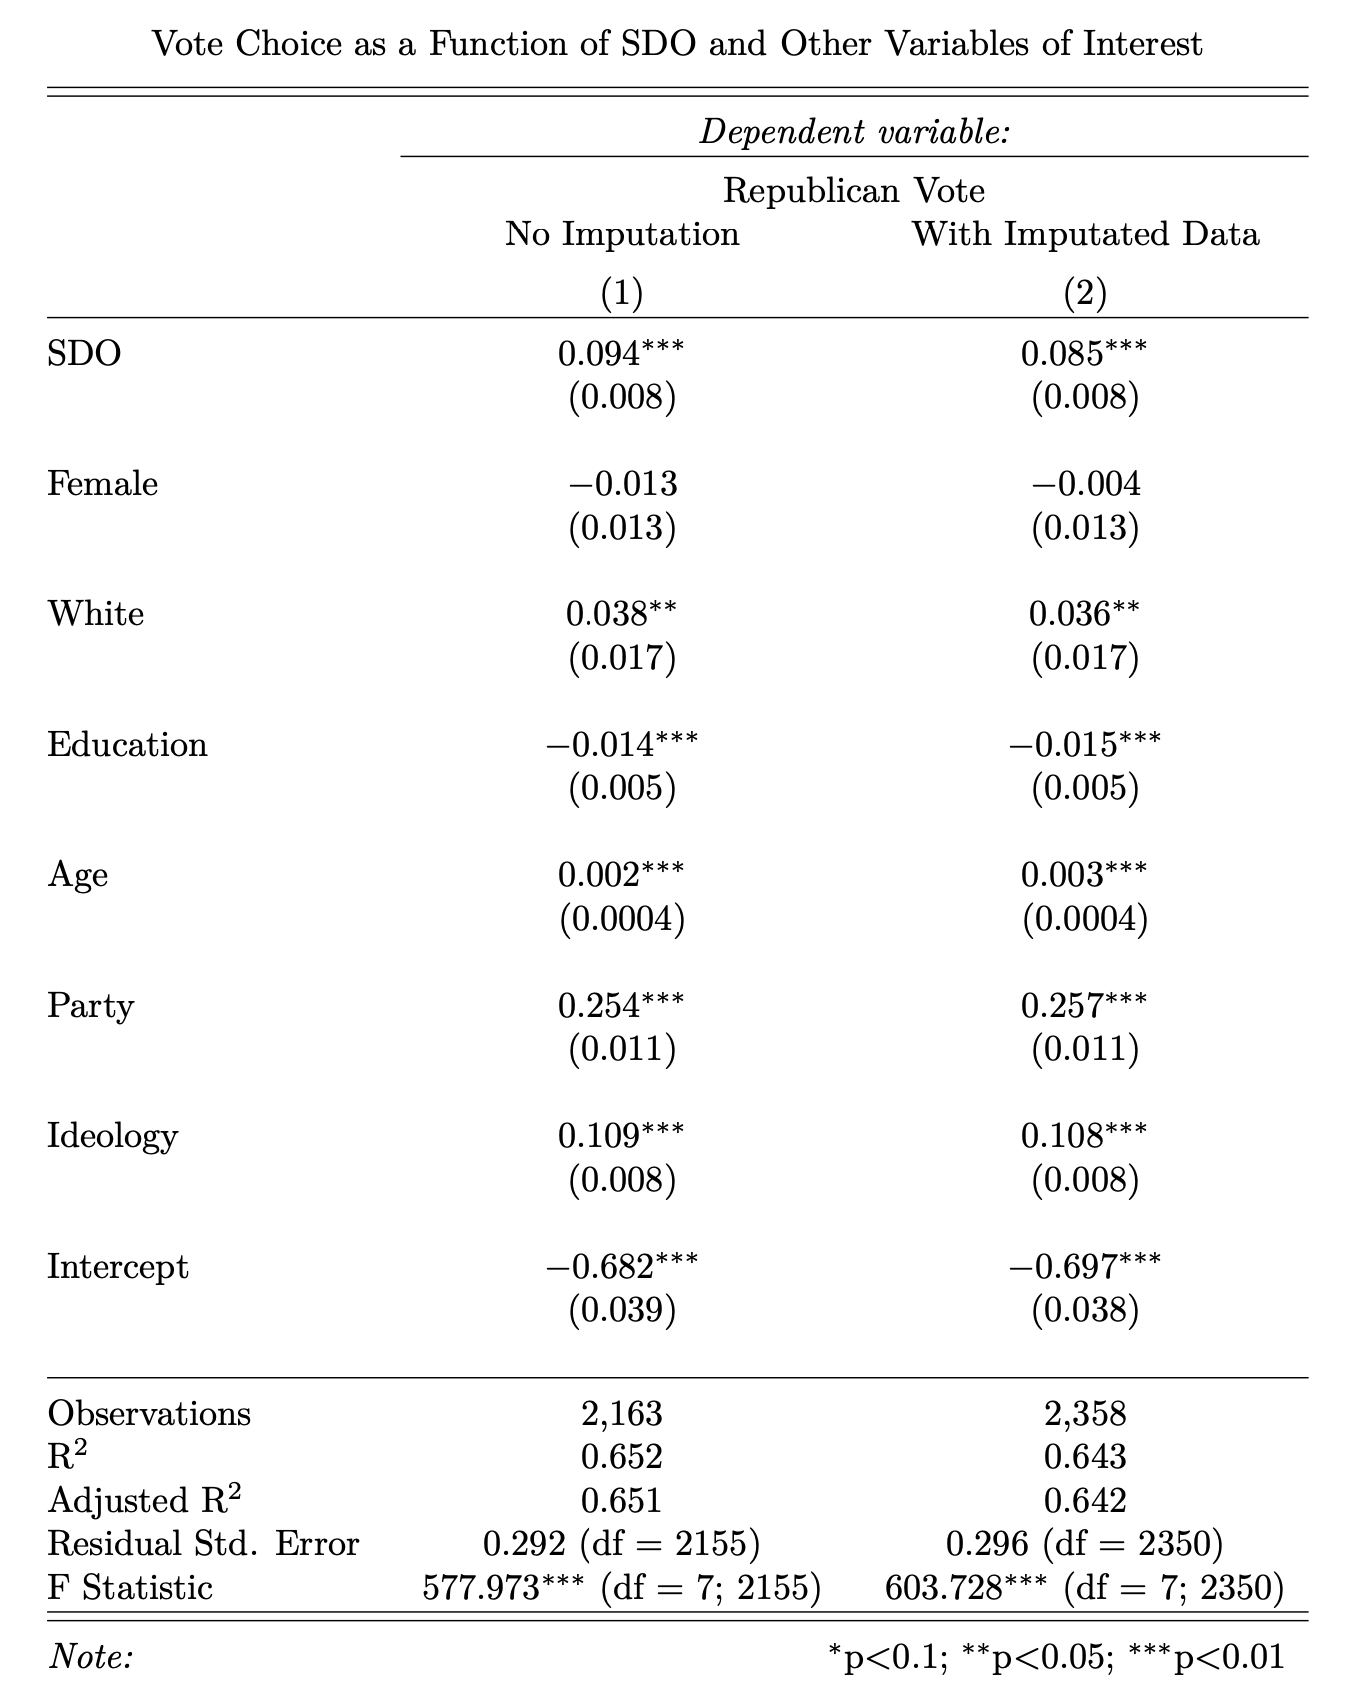 Vote Choice as a Function of SDO and Other Variables of Interest
Dependent variable:
Republican Vote
No Imputation With Imputated Data
(1) (2)
SDO 0.094*** 0.085***
(0.008) (0.008)
Female −0.013 −0.004
(0.013) (0.013)
White 0.038** 0.036**
(0.017) (0.017)
Education −0.014*** −0.015***
(0.005) (0.005)
Age 0.002*** 0.003***
(0.0004) (0.0004)
Party 0.254*** 0.257***
(0.011) (0.011)
Ideology 0.109*** 0.108***
(0.008) (0.008)
Intercept −0.682*** −0.697***
(0.039) (0.038)
Observations 2,163 2,358
R² 0.652 0.643
Adjusted R² 0.651 0.642
Residual Std. Error 0.292 (df = 2155) 0.296 (df = 2350)
F Statistic 577.973*** (df = 7; 2155) 603.728*** (df = 7; 2350)
Note: *p<0.1; **p<0.05; ***p<0.01